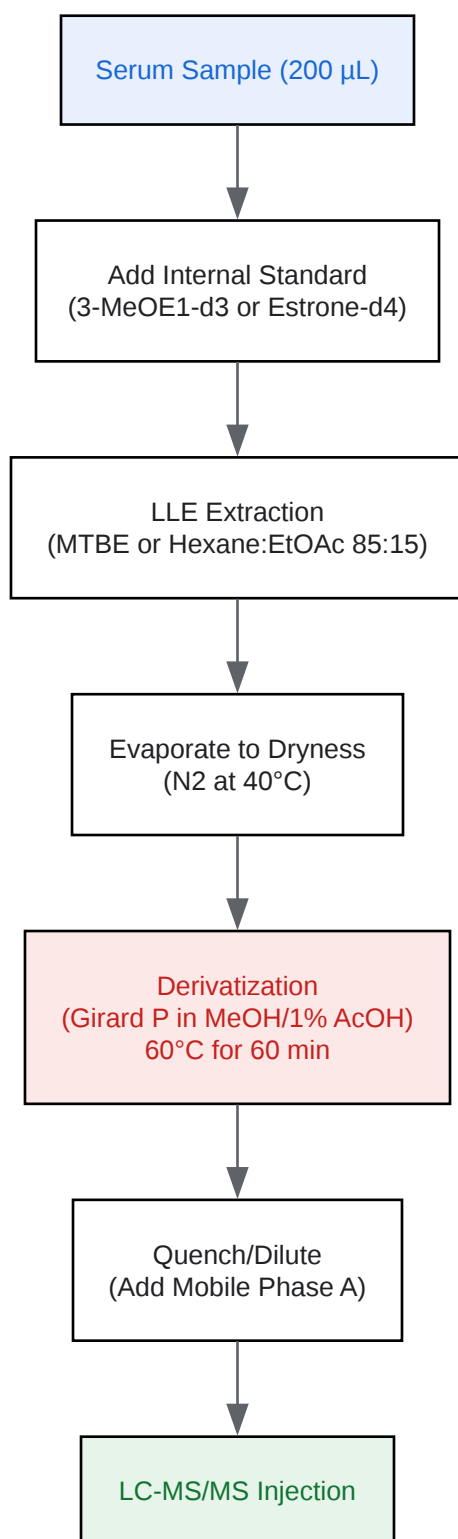 Serum Sample (200 µL)
Add Internal Standard
(3-MeOE1-d3 or Estrone-d4)
LLE Extraction
(MTBE or Hexane:EtOAc 85:15)
Evaporate to Dryness
(N2 at 40°C)
Derivatization
(Girard P in MeOH/1% AcOH)
60°C for 60 min
Quench/Dilute
(Add Mobile Phase A)
LC-MS/MS Injection